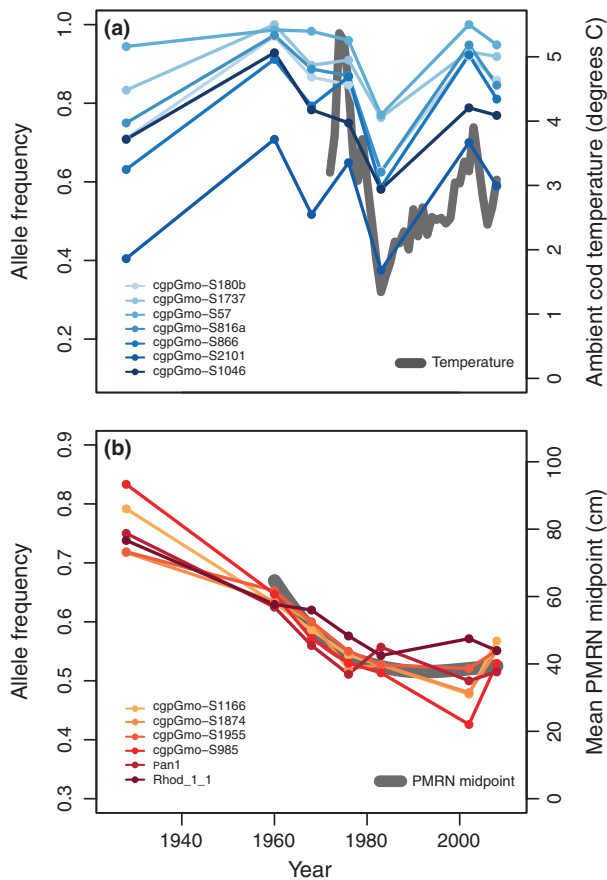 (a)
Allele frequency
1.0
0.8
0.6
0.4
0.2
Ambient cod temperature (degrees C)
5
4
3
2
1
0
cgpGmo-S180b
cgpGmo-S1737
cgpGmo-S57
cgpGmo-S816a
cgpGmo-S866
cgpGmo-S2101
cgpGmo-S1046
Temperature
(b)
Allele frequency
0.9
0.8
0.7
0.6
0.5
0.4
0.3
Mean PMRN midpoint (cm)
100
80
60
40
20
0
cgpGmo-S1166
cgpGmo-S1874
cgpGmo-S1955
cgpGmo-S985
Pan1
Rhod_1_1
PMRN midpoint
1940
1960
1980
2000
Year